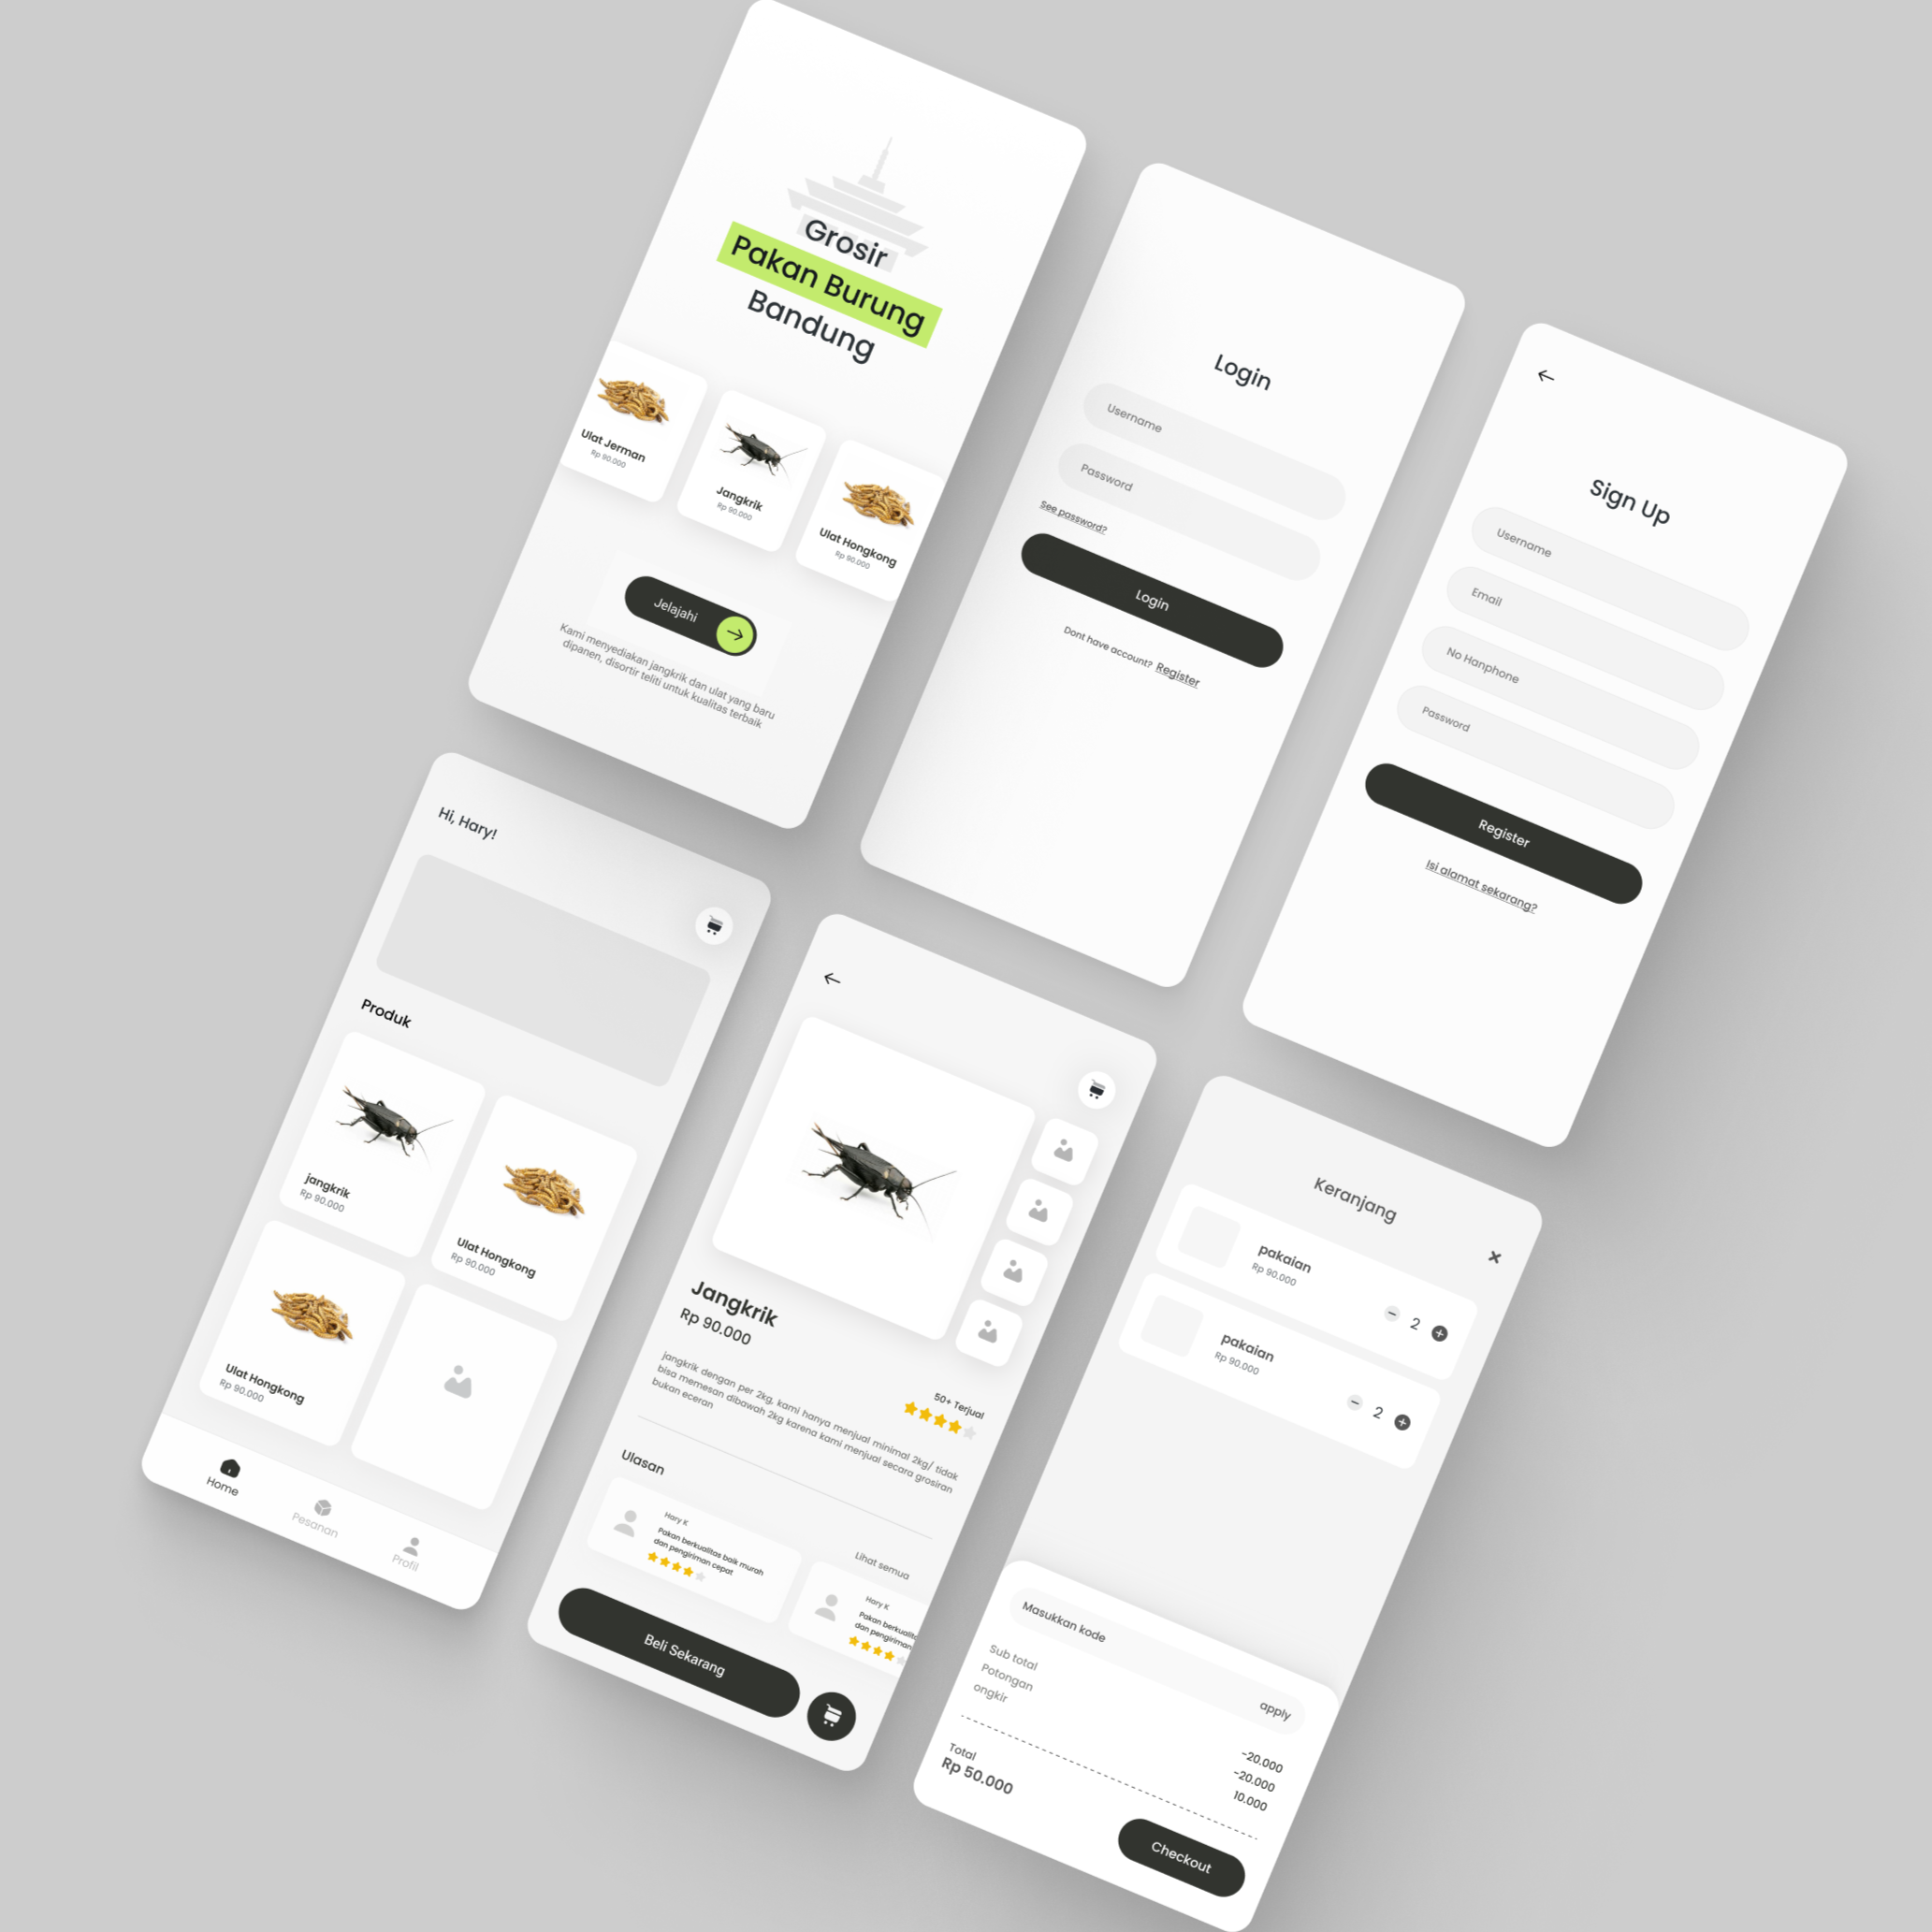 Grosir
Pakan Burung
Bandung
Ulat Jerman
Rp 90.000
Jangkrik
Rp 90.000
Ulat Hongkong
Rp 90.000
Jelajahi
Kami menyediakan jangkrik dan ulat yang baru
dipanen, disortir teliti untuk kualitas terbaik
Login
Username
Password
See password?
Login
Dont have account? Register
Sign Up
Username
Email
No Hanphone
Password
Register
Isi alamat sekarang?
Hi, Hary!
Produk
jangkrik
Rp 90.000
Ulat Hongkong
Rp 90.000
Ulat Hongkong
Rp 90.000
Home
Pesanan
Profil
Jangkrik
Rp 90.000
50+ Terjual
jangkrik dengan per 2kg, kami hanya menjual minimal 2kg/ tidak
bisa memesan dibawah 2kg karena kami menjual secara grosiran
bukan eceran
Ulasan
Lihat semua
Hary K
Pakan berkualitas baik murah
dan pengiriman cepat
Hary K
Pakan berkualita
dan pengiriman
Beli Sekarang
Keranjang
pakaian
Rp 90.000
2
pakaian
Rp 90.000
2
Masukkan kode
apply
Sub total
-20.000
Potongan
-20.000
ongkir
10.000
Total
Rp 50.000
Checkout